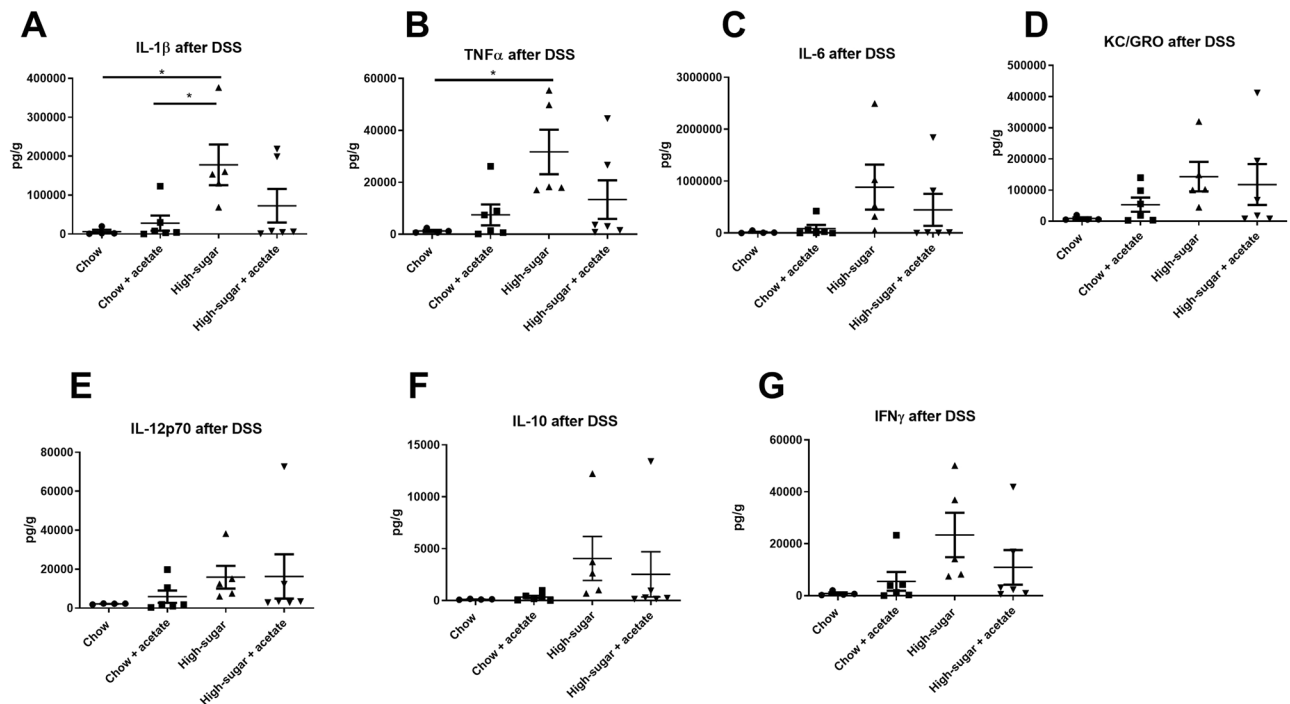 A
IL-1β after DSS
*
*
pg/g
400000
300000
200000
100000
0
Chow
Chow + acetate
High-sugar
High-sugar + acetate
B
TNFα after DSS
*
pg/g
60000
40000
20000
0
Chow
Chow + acetate
High-sugar
High-sugar + acetate
C
IL-6 after DSS
pg/g
3000000
2000000
1000000
0
Chow
Chow + acetate
High-sugar
High-sugar + acetate
D
KC/GRO after DSS
pg/g
500000
400000
300000
200000
100000
0
Chow
Chow + acetate
High-sugar
High-sugar + acetate
E
IL-12p70 after DSS
pg/g
80000
60000
40000
20000
0
Chow
Chow + acetate
High-sugar
High-sugar + acetate
F
IL-10 after DSS
pg/g
15000
10000
5000
0
Chow
Chow + acetate
High-sugar
High-sugar + acetate
G
IFNγ after DSS
pg/g
60000
40000
20000
0
Chow
Chow + acetate
High-sugar
High-sugar + acetate